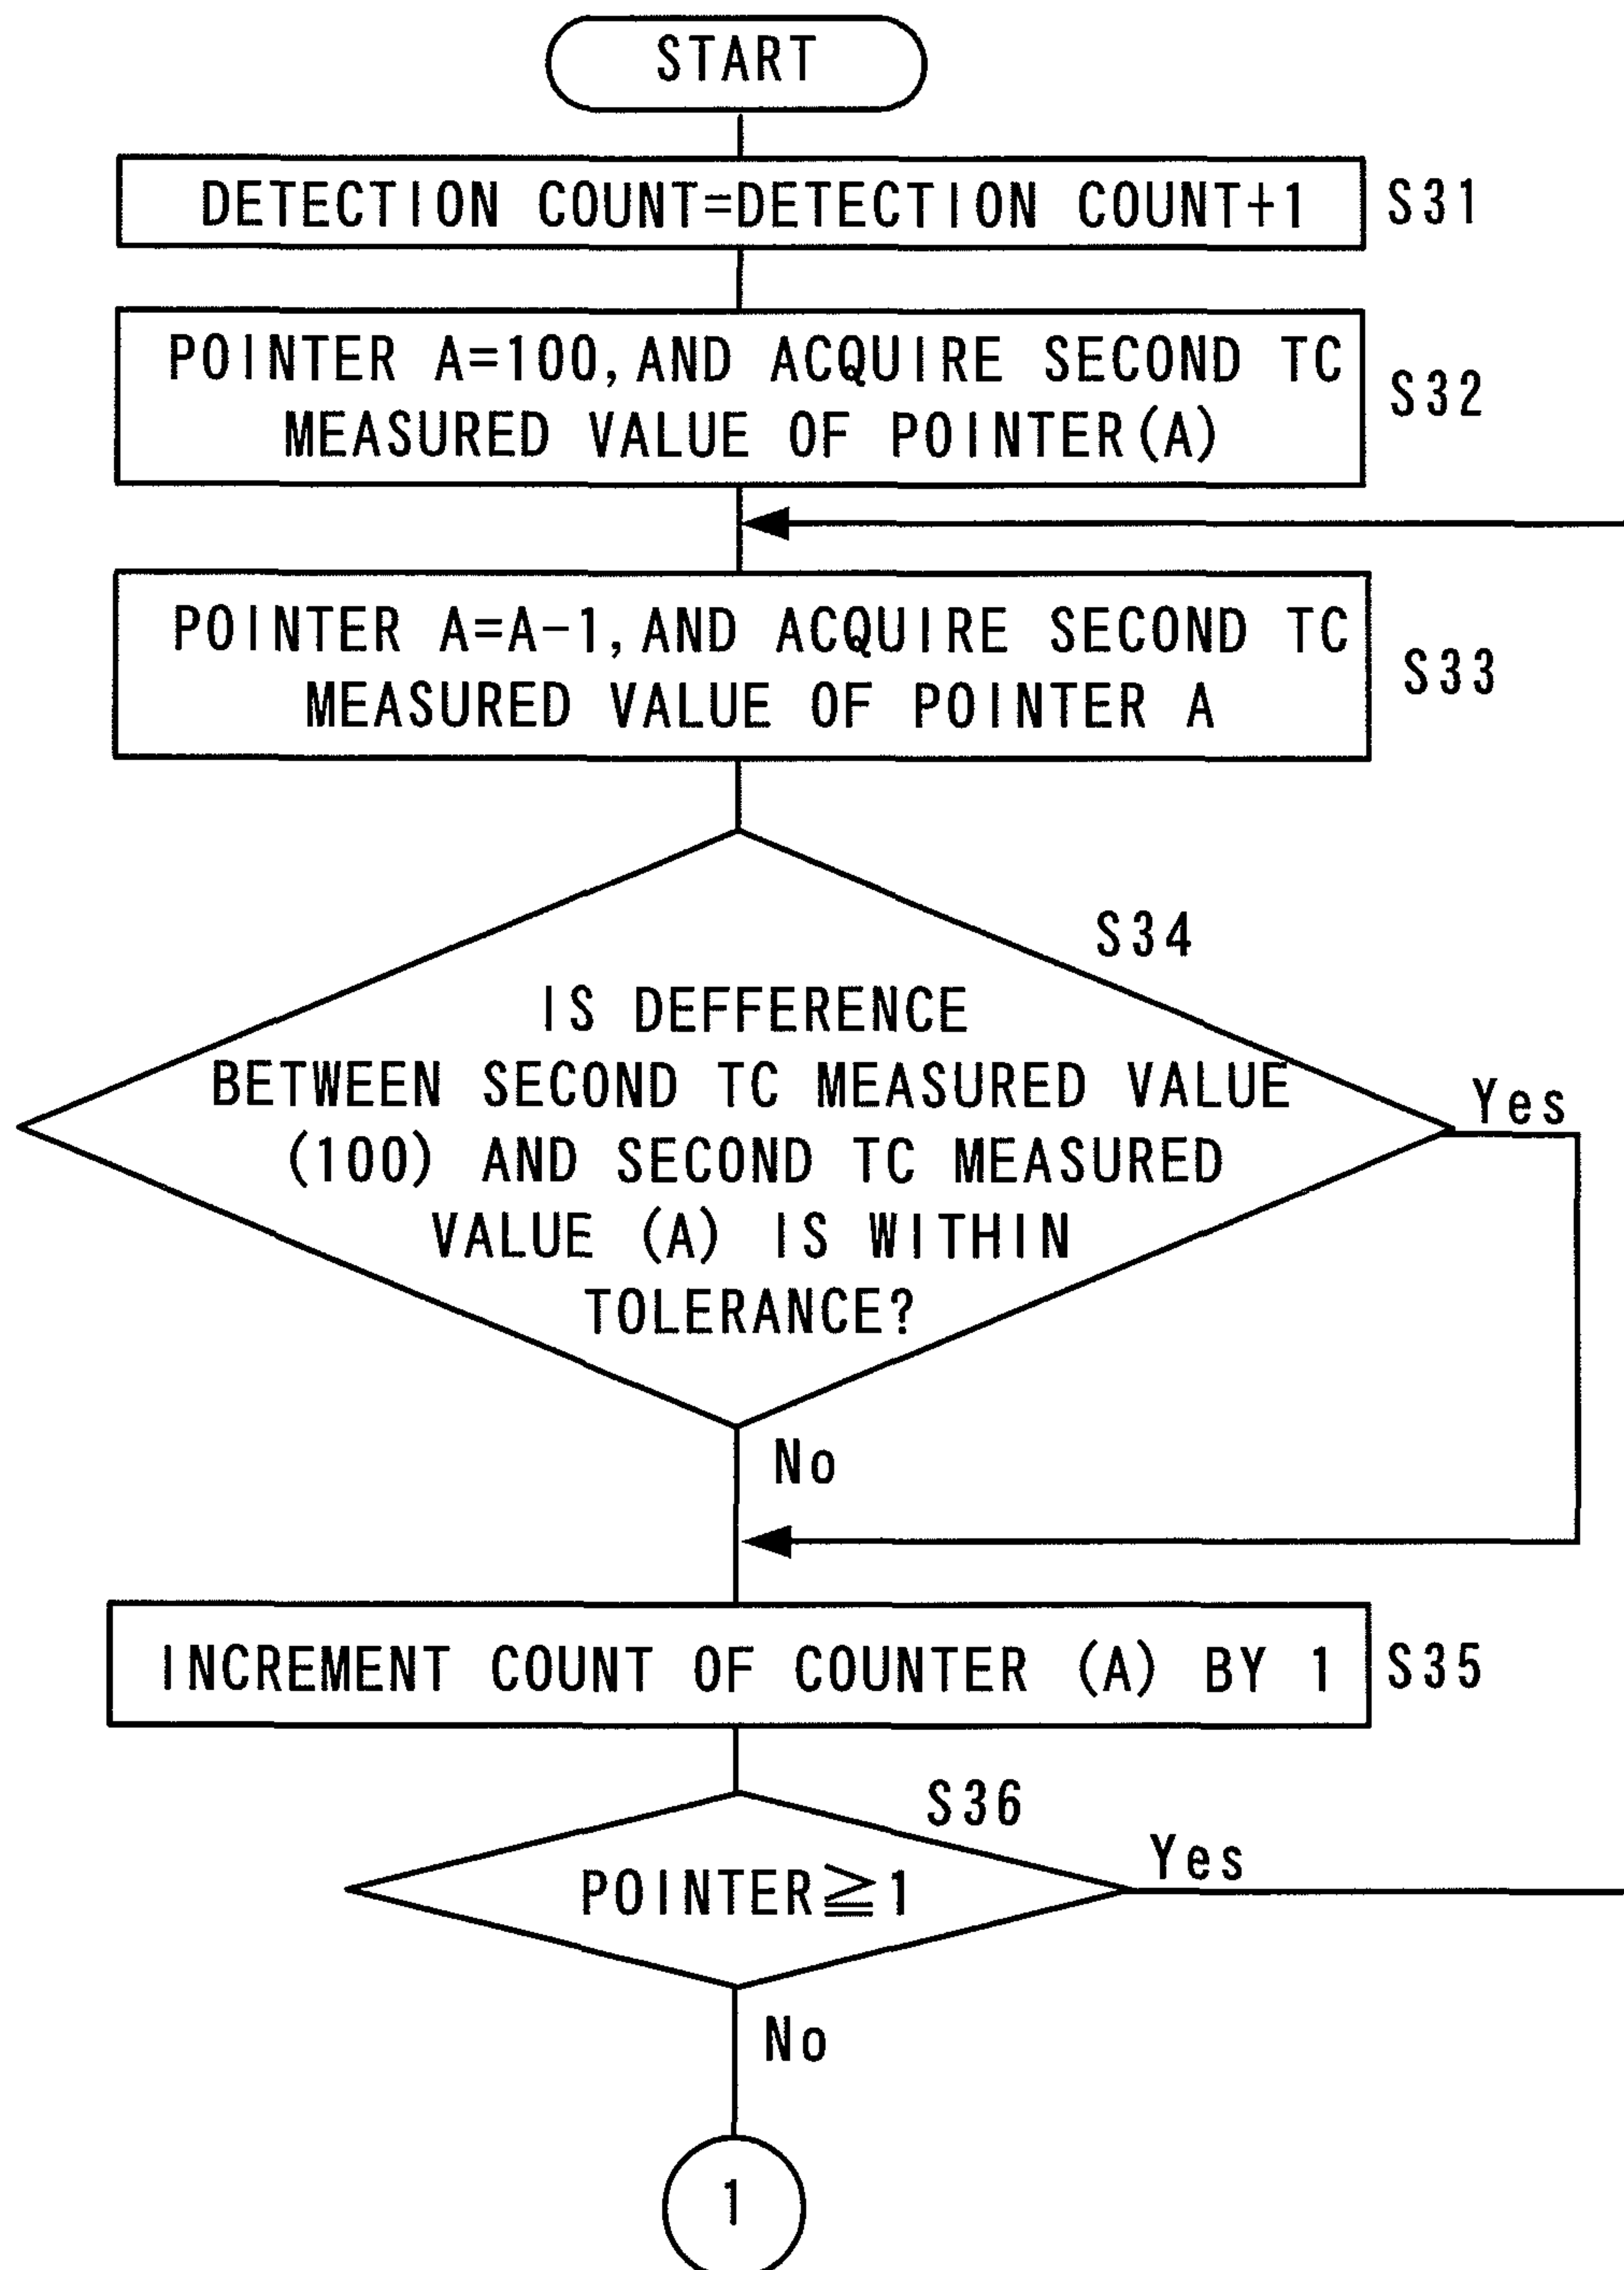 START
DETECTION COUNT=DETECTION COUNT+1
S31
POINTER A=100, AND ACQUIRE SECOND TC
MEASURED VALUE OF POINTER(A)
S32
POINTER A=A-1, AND ACQUIRE SECOND TC
MEASURED VALUE OF POINTER A
S33
S34
IS DEFFERENCE
BETWEEN SECOND TC MEASURED VALUE
(100) AND SECOND TC MEASURED
VALUE (A) IS WITHIN
TOLERANCE?
Yes
No
INCREMENT COUNT OF COUNTER (A) BY 1
S35
S36
POINTER≧1
Yes
No
1